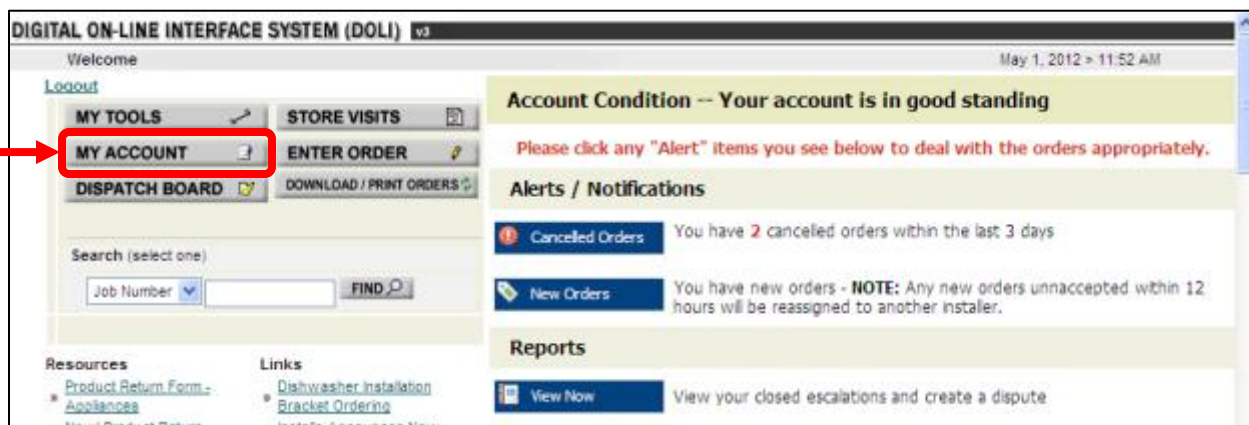 DIGITAL ON-LINE INTERFACE SYSTEM (DOLI) v3
Welcome
May 1, 2012 > 11:52 AM
Logout
MY TOOLS
STORE VISITS
MY ACCOUNT
ENTER ORDER
DISPATCH BOARD
DOWNLOAD / PRINT ORDERS
Search (select one)
Job Number
FIND
Resources
Product Return Form -
Appliances
Links
Dishwasher Installation
Bracket Ordering
Account Condition -- Your account is in good standing
Please click any "Alert" items you see below to deal with the orders appropriately.
Alerts / Notifications
Cancelled Orders
You have 2 cancelled orders within the last 3 days
New Orders
You have new orders - NOTE: Any new orders unnaccepted within 12
hours will be reassigned to another installer.
Reports
View Now
View your closed escalations and create a dispute